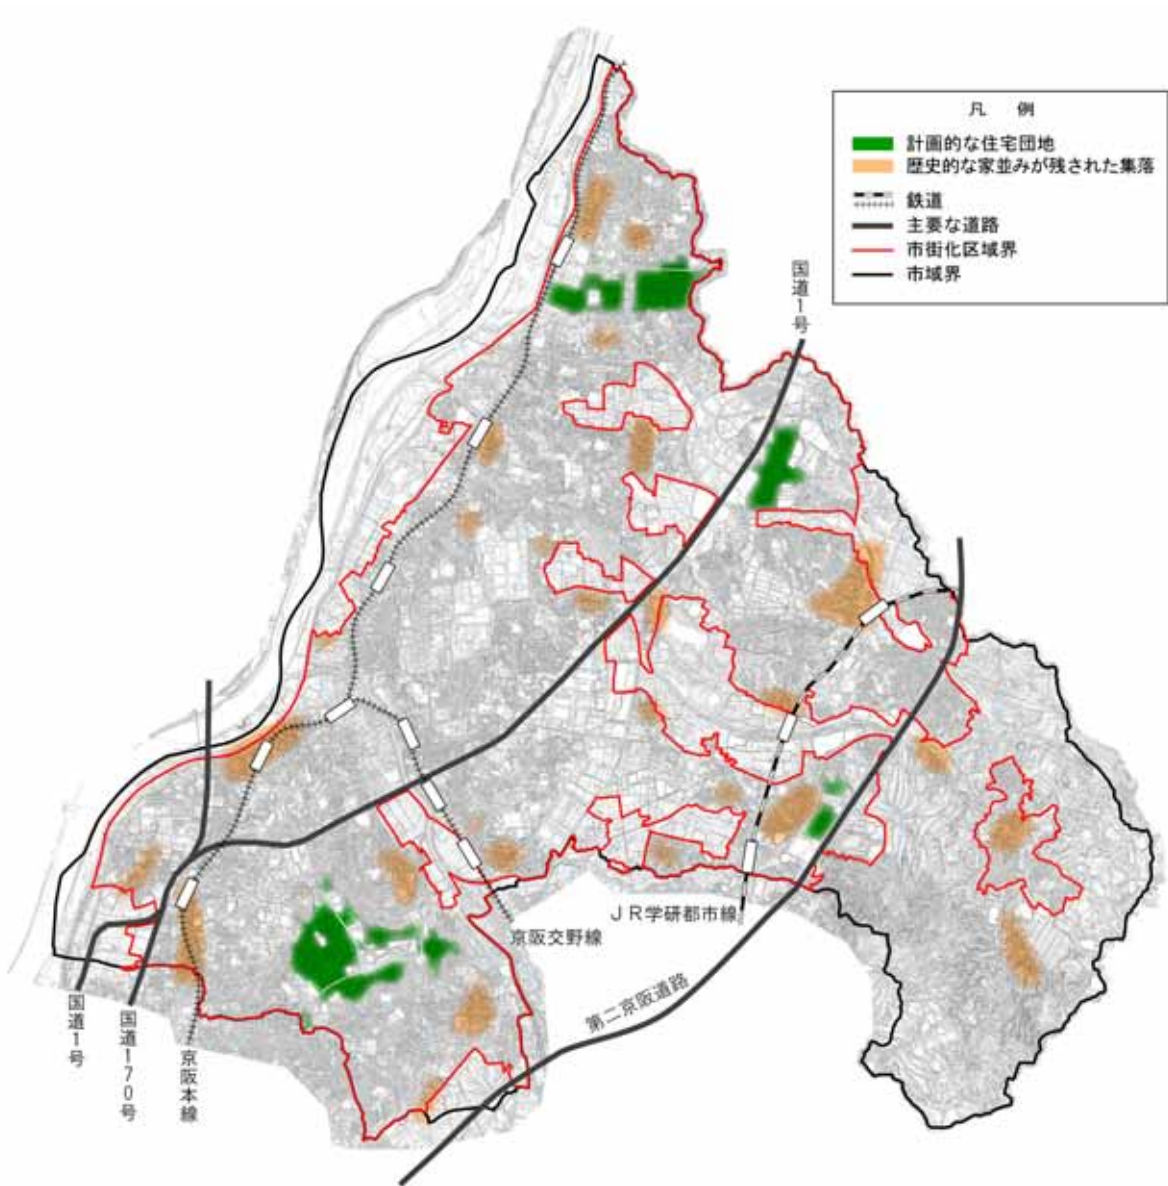 凡 例
計画的な住宅団地
歴史的な家並みが残された集落
鉄道
主要な道路
市街化区域界
市域界
国道1号
JR学研都市線
京阪交野線
第二京阪道路
国道1号
国道170号
京阪本線